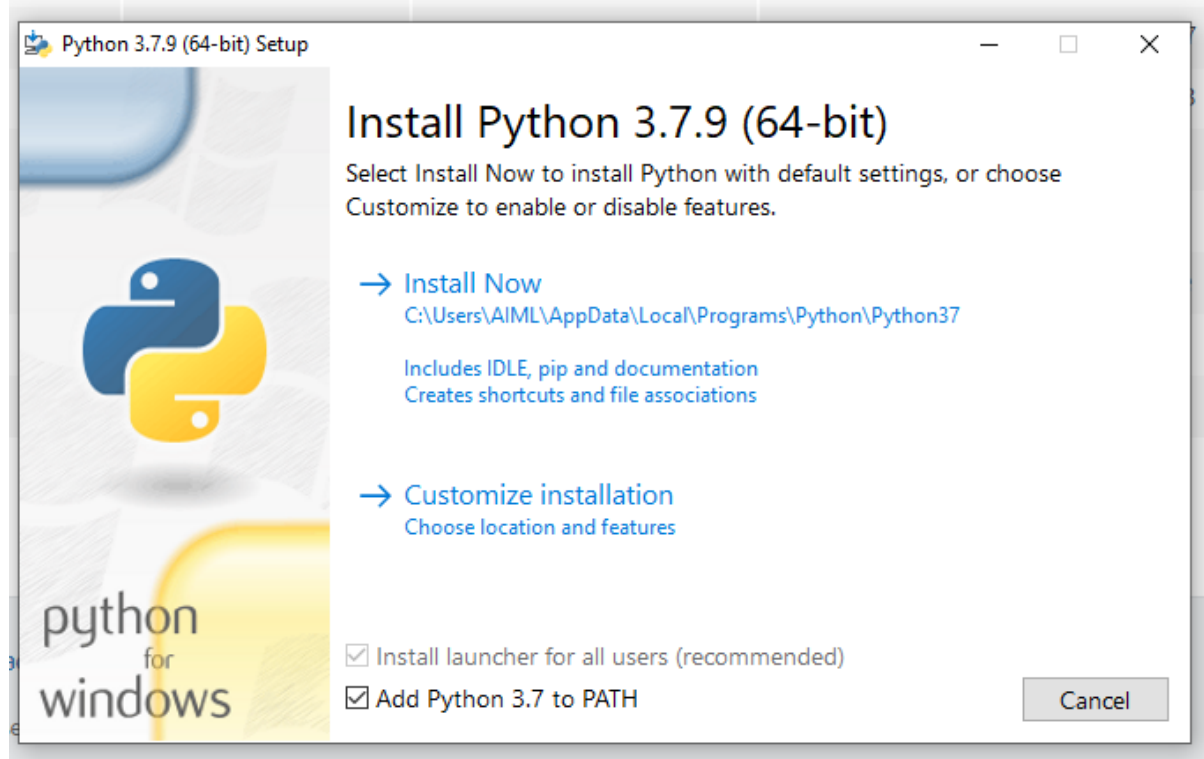 Python 3.7.9 (64-bit) Setup
Install Python 3.7.9 (64-bit)
Select Install Now to install Python with default settings, or choose
Customize to enable or disable features.
Install Now
C:\Users\AIML\AppData\Local\Programs\Python\Python37
Includes IDLE, pip and documentation
Creates shortcuts and file associations
Customize installation
Choose location and features
python
for
windows
Install launcher for all users (recommended)
Add Python 3.7 to PATH
Cancel